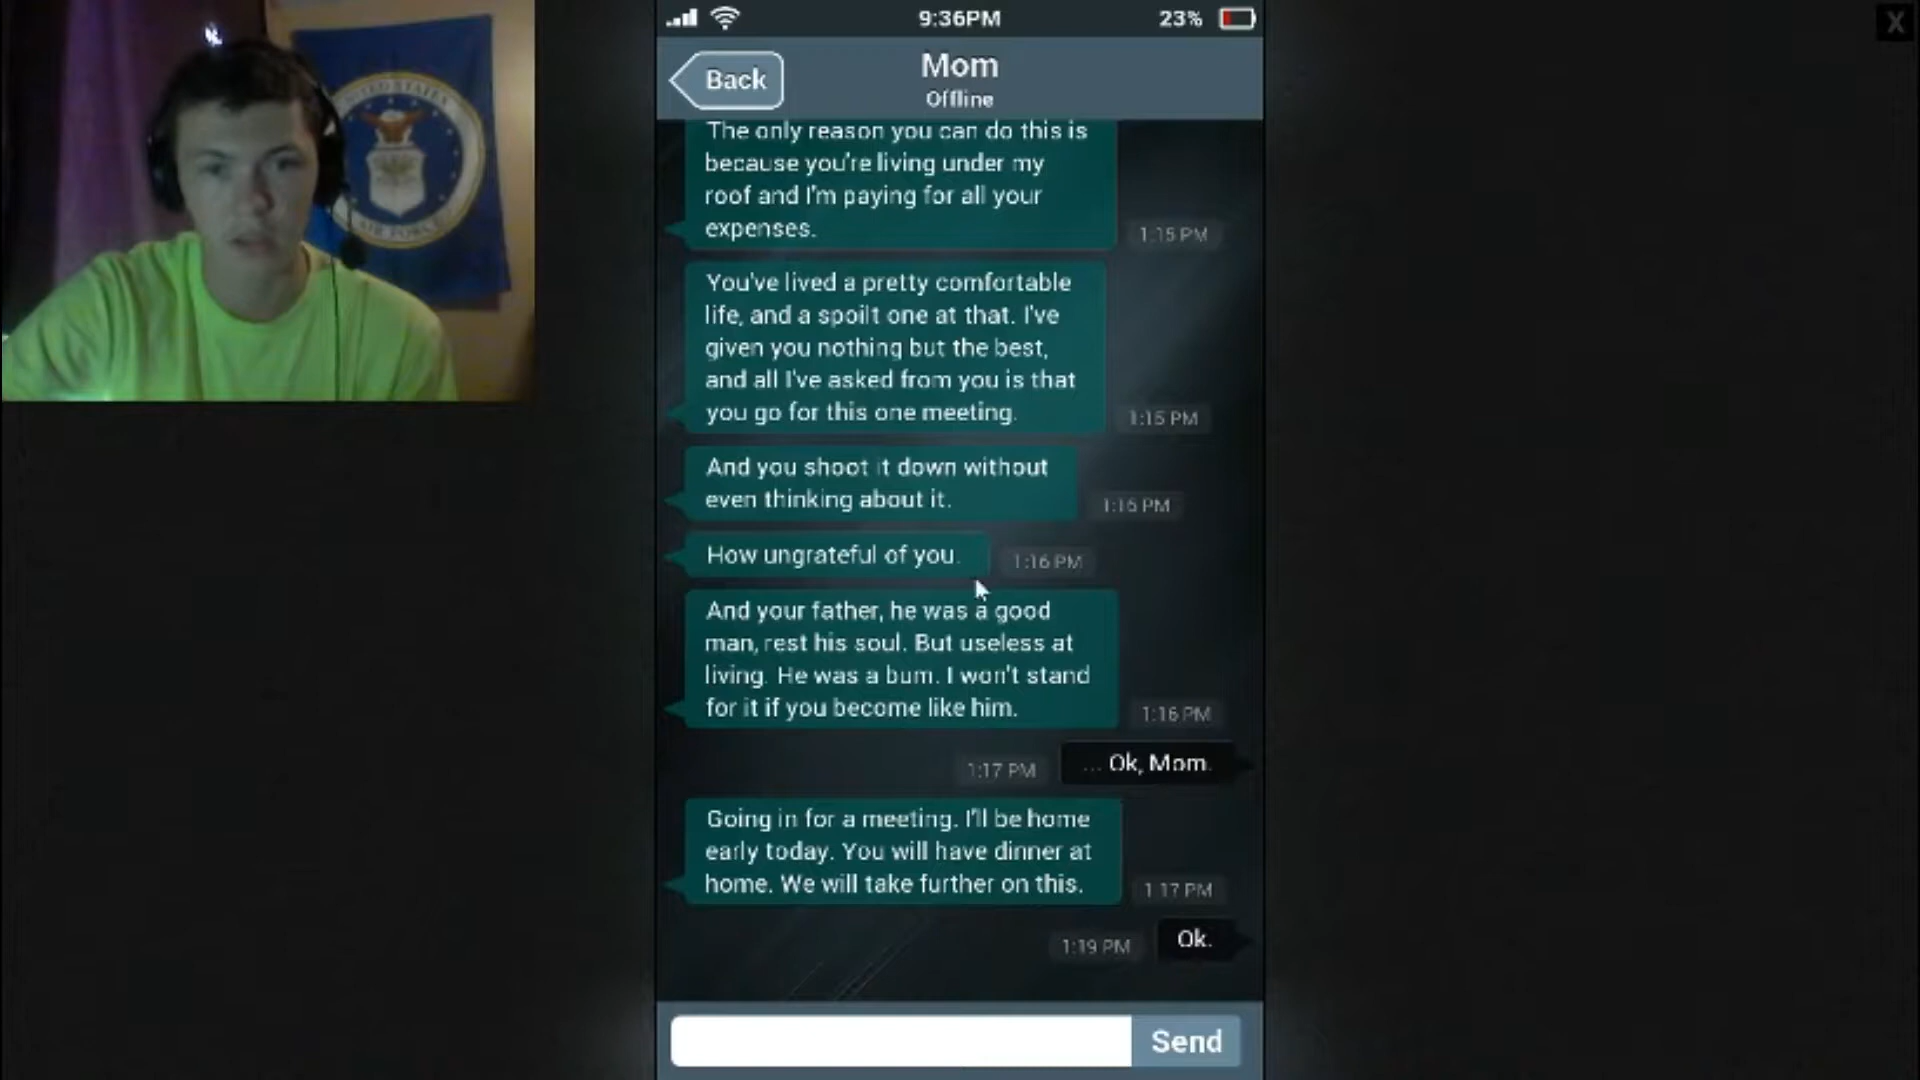 9:36PM
23%
X
Back
Mom
Offline
The only reason you can do this is
because you're living under my
roof and I'm paying for all your
expenses.
1:15 PM
You've lived a pretty comfortable
life, and a spoilt one at that. I've
given you nothing but the best,
and all I've asked from you is that
you go for this one meeting.
1:15 PM
And you shoot it down without
even thinking about it.
1:15 PM
How ungrateful of you.
1:16 PM
And your father, he was a good
man, rest his soul. But useless at
living. He was a bum. I won't stand
for it if you become like him.
1:16 PM
1:17 PM
... Ok, Mom.
Going in for a meeting. I'll be home
early today. You will have dinner at
home. We will take further on this.
1:17 PM
1:19 PM
Ok.
Send